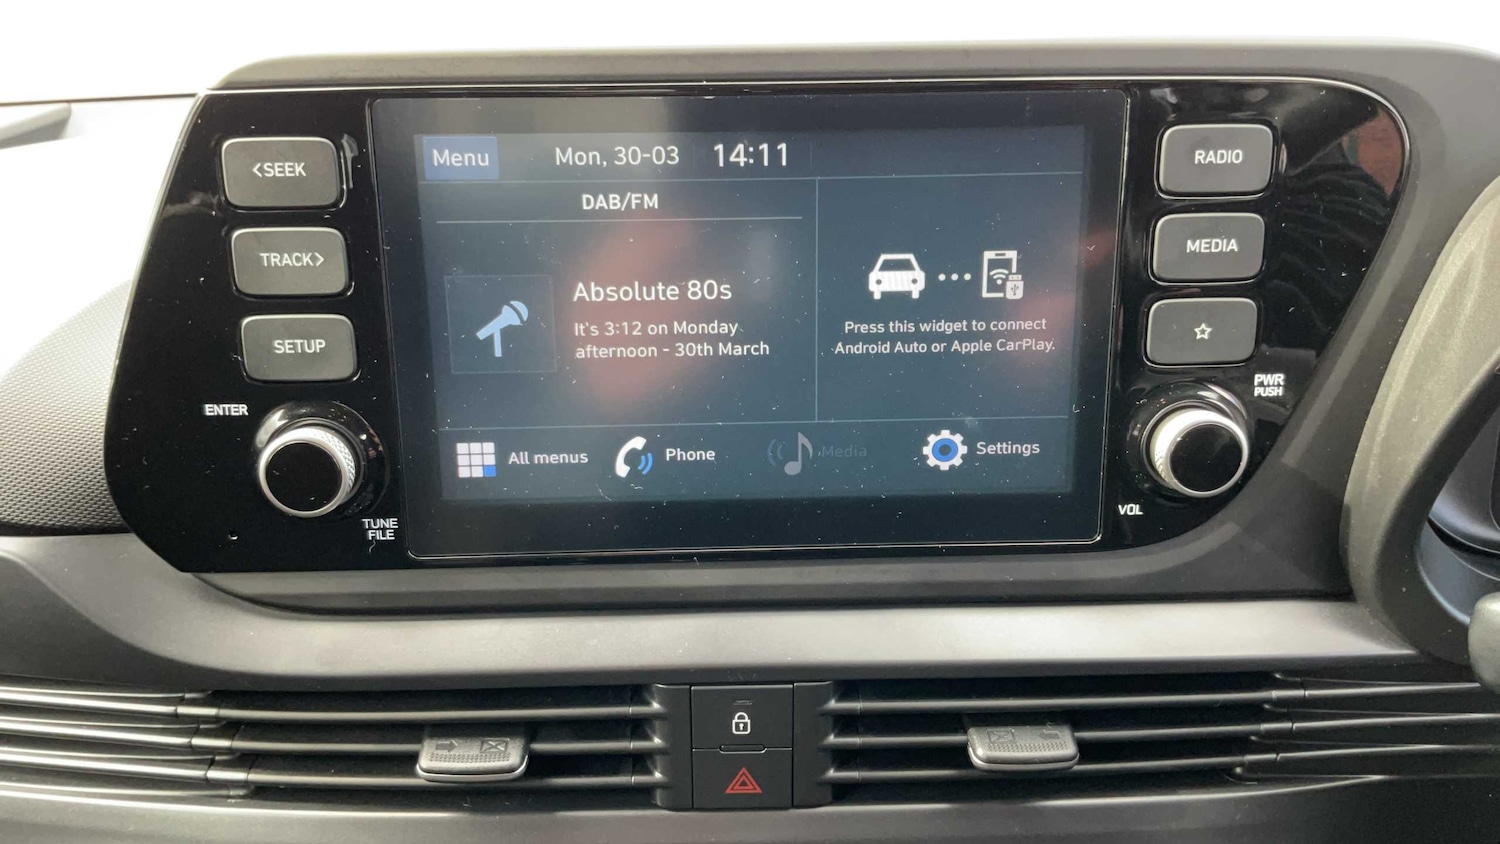 <SEEK
TRACK>
SETUP
ENTER
TUNE
FILE
Menu
Mon, 30-03
14:11
DAB/FM
Absolute 80s
It's 3:12 on Monday
afternoon - 30th March
Press this widget to connect
Android Auto or Apple CarPlay.
All menus
Phone
Media
Settings
RADIO
MEDIA
PWR
PUSH
VOL